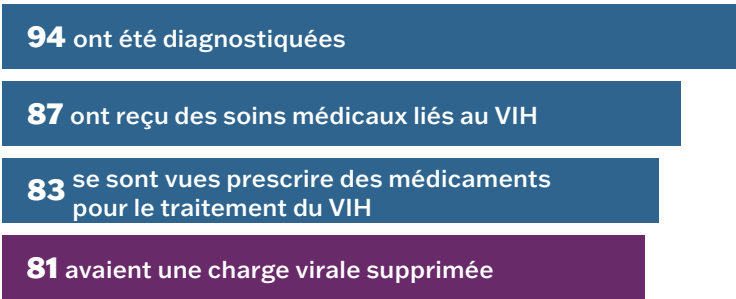 94 ont été diagnostiquées
87 ont reçu des soins médicaux liés au VIH
83 se sont vues prescrire des médicaments
pour le traitement du VIH
81 avaient une charge virale supprimée